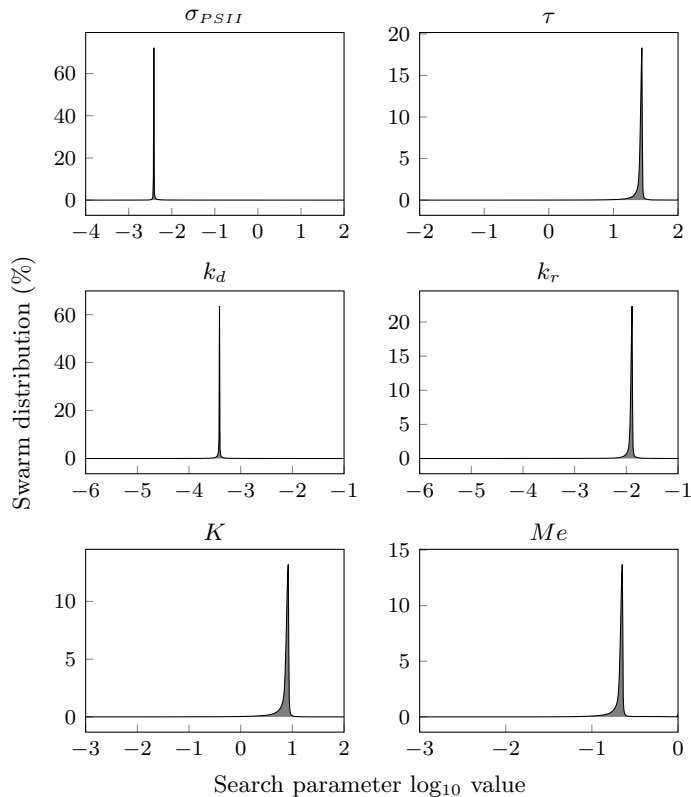 σ_PSII
τ
60
40
20
0
−4 −3 −2 −1 0 1 2
20
15
10
5
0
−2 −1 0 1 2
k_d
k_r
60
40
20
0
−6 −5 −4 −3 −2 −1
20
15
10
5
0
−6 −5 −4 −3 −2 −1
Swarm distribution (%)
K
Me
10
5
0
−3 −2 −1 0 1 2
15
10
5
0
−3 −2 −1 0
Search parameter log₁₀ value